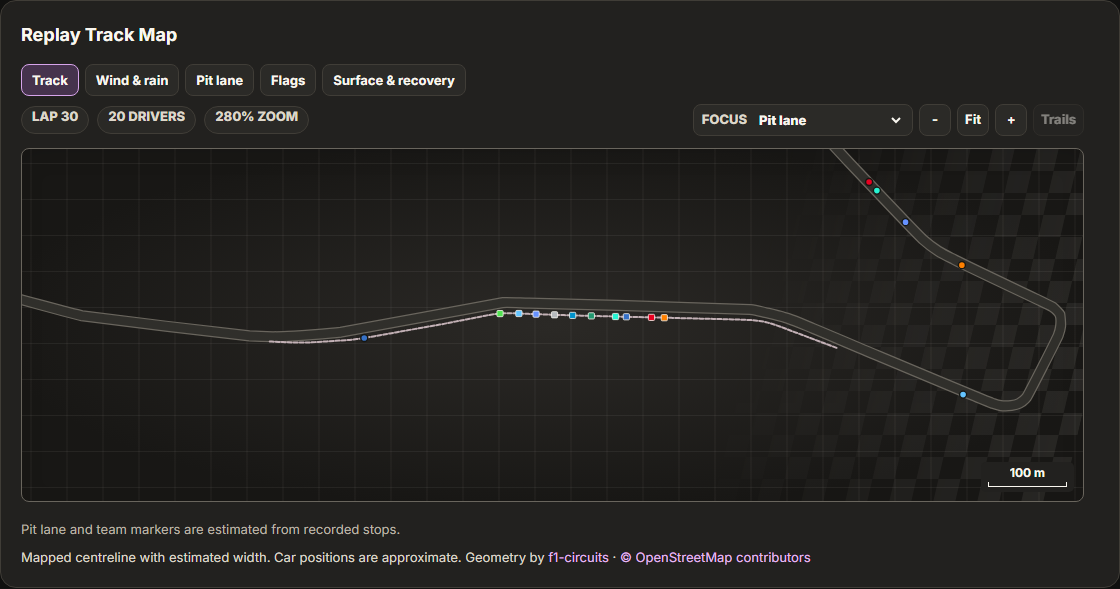 Replay Track Map
Track Wind & rain Pit lane Flags Surface & recovery
LAP 30 20 DRIVERS 280% ZOOM FOCUS Pit lane - Fit + Trails
100 m
Pit lane and team markers are estimated from recorded stops.
Mapped centreline with estimated width. Car positions are approximate. Geometry by f1-circuits · © OpenStreetMap contributors